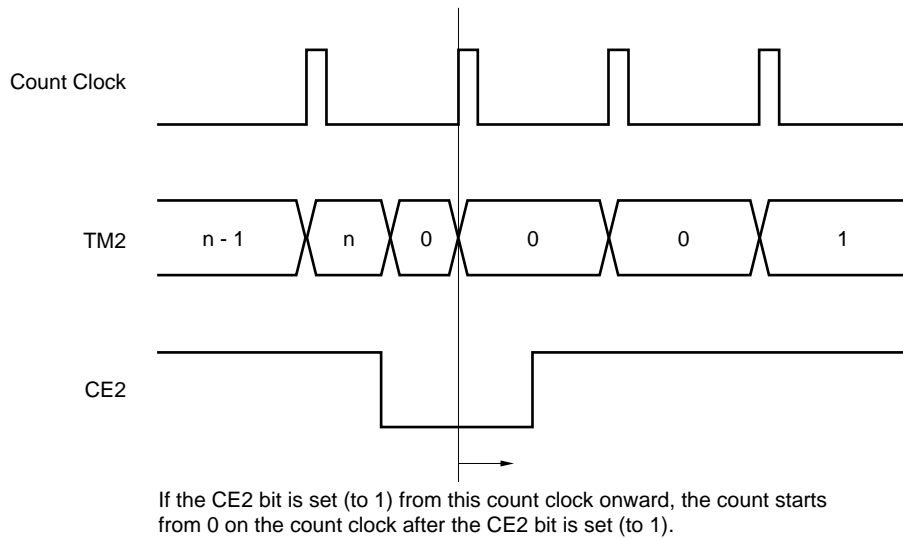 Count Clock
TM2
n - 1
n
0
0
0
1
CE2
If the CE2 bit is set (to 1) from this count clock onward, the count starts
from 0 on the count clock after the CE2 bit is set (to 1).